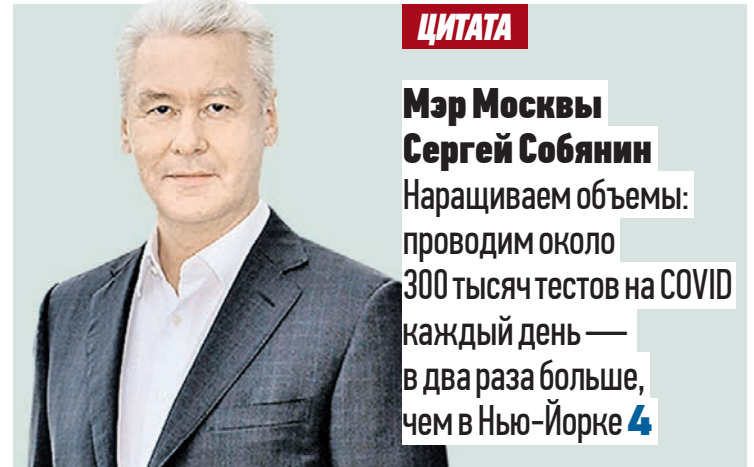 ЦИТАТА
Мэр Москвы
Сергей Собянин
Наращиваем объемы:
проводим около
300 тысяч тестов на COVID
каждый день —
в два раза больше,
чем в Нью-Йорке 4